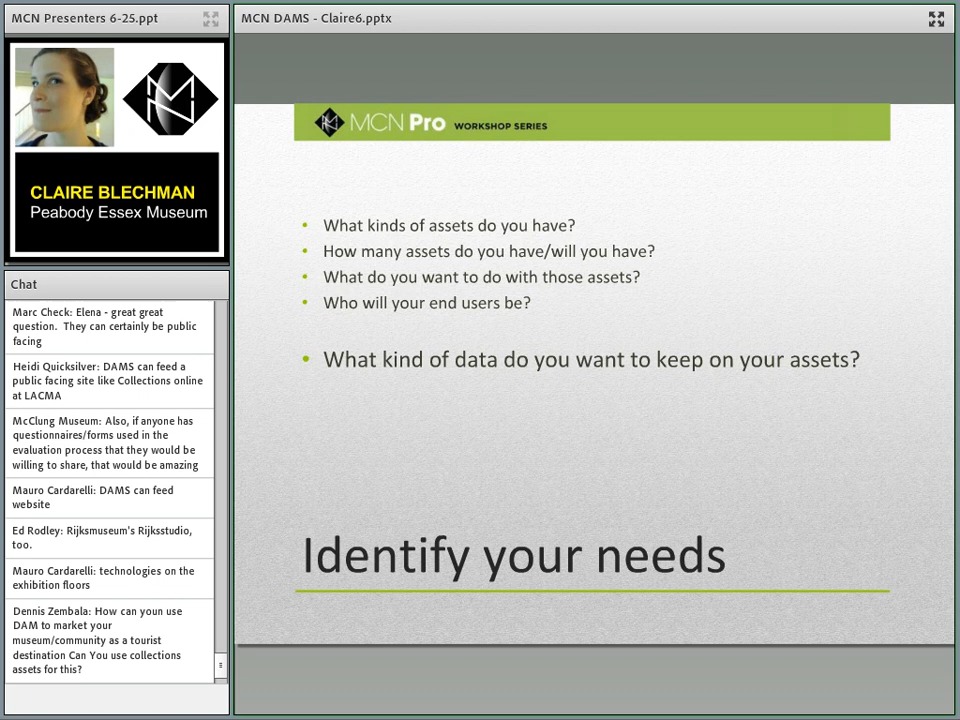 MCN Presenters 6-25.ppt
CLAIRE BLECHMAN
Peabody Essex Museum
Chat
Marc Check: Elena - great great
question. They can certainly be public
facing
Heidi Quicksilver: DAMS can feed a
public facing site like Collections online
at LACMA
McClung Museum: Also, if anyone has
questionnaires/forms used in the
evaluation process that they would be
willing to share, that would be amazing
Mauro Cardarelli: DAMS can feed
website
Ed Rodley: Rijksmuseum's Rijksstudio,
too.
Mauro Cardarelli: technologies on the
exhibition floors
Dennis Zembala: How can youn use
DAM to market your
museum/community as a tourist
destination Can You use collections
assets for this?
MCN DAMS - Claire6.pptx
MCN Pro WORKSHOP SERIES
• What kinds of assets do you have?
• How many assets do you have/will you have?
• What do you want to do with those assets?
• Who will your end users be?
• What kind of data do you want to keep on your assets?
Identify your needs